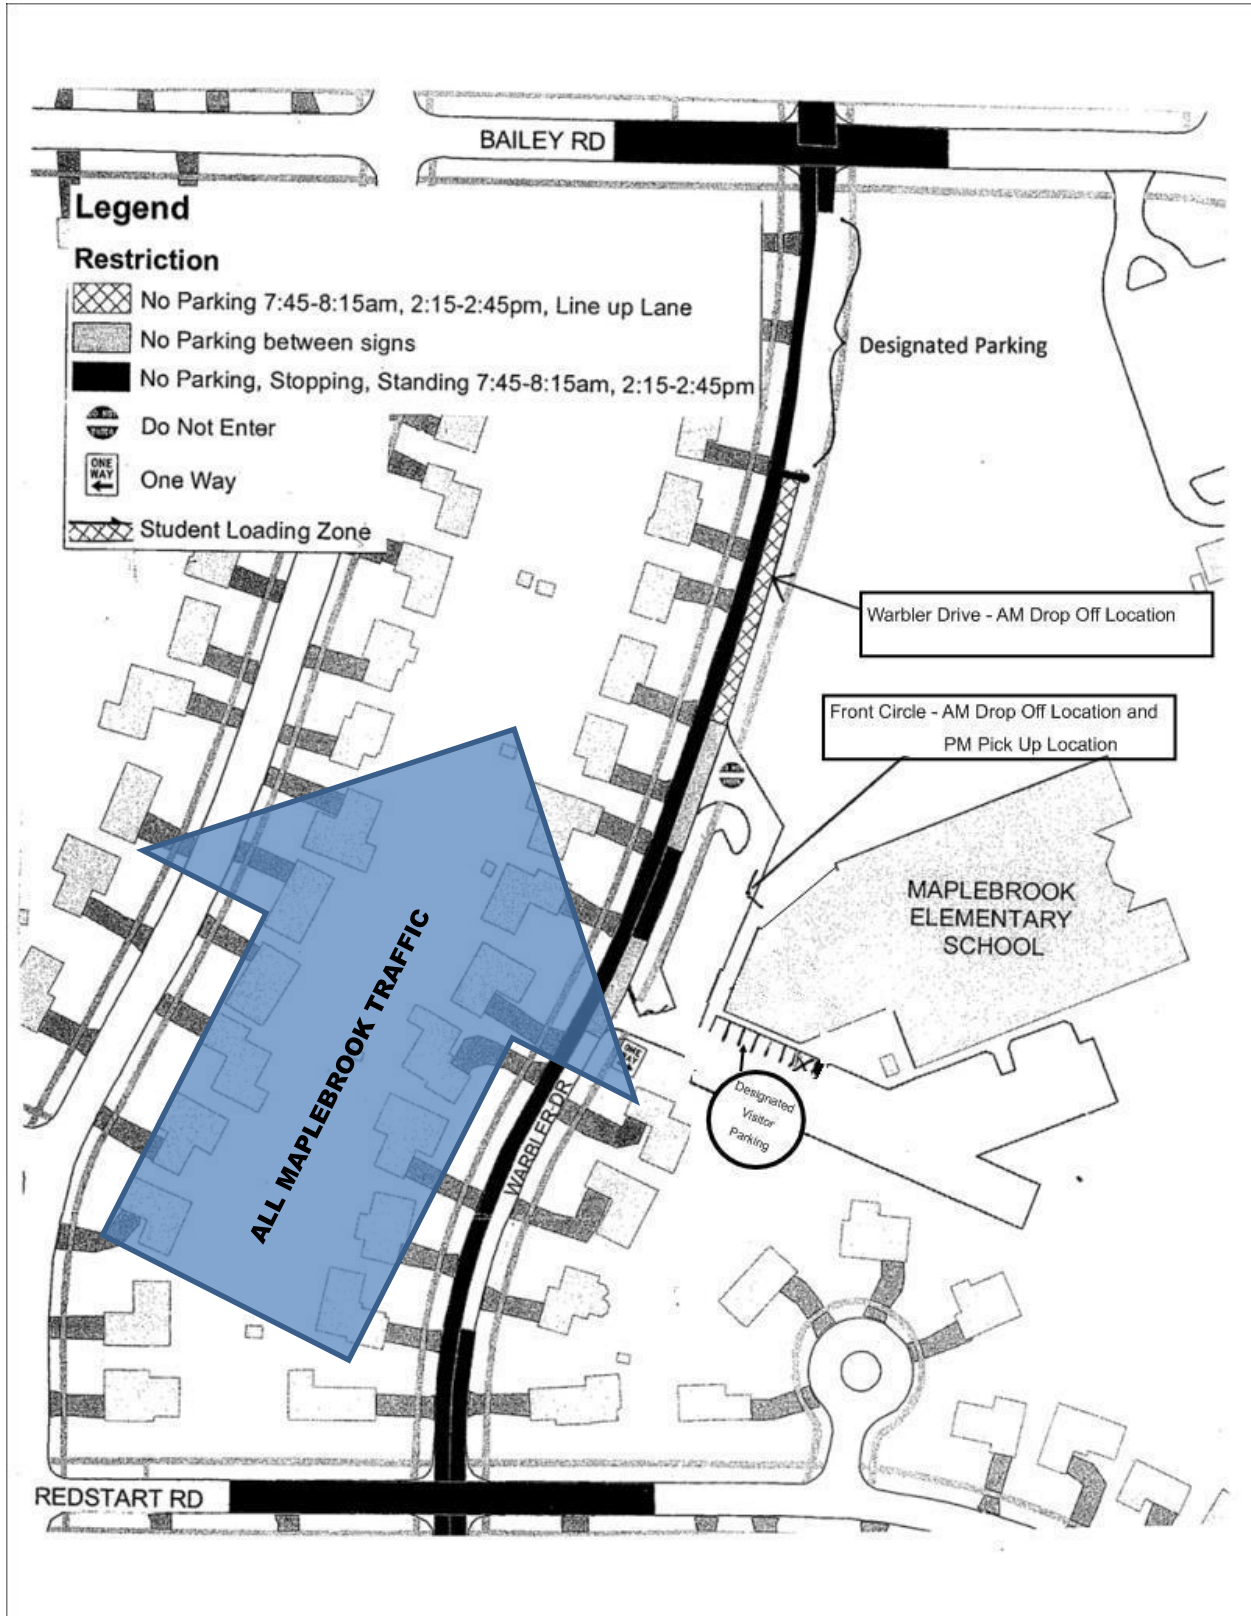 BAILEY RD
Legend
Restriction
No Parking 7:45-8:15am, 2:15-2:45pm, Line up Lane
No Parking between signs
No Parking, Stopping, Standing 7:45-8:15am, 2:15-2:45pm
Do Not Enter
ONE
WAY
One Way
Student Loading Zone
Designated Parking
Warbler Drive - AM Drop Off Location
Front Circle - AM Drop Off Location and
PM Pick Up Location
MAPLEBROOK
ELEMENTARY
SCHOOL
ALL MAPLEBROOK TRAFFIC
ONE
WAY
Designated
Visitor
Parking
WARBLER DR
REDSTART RD